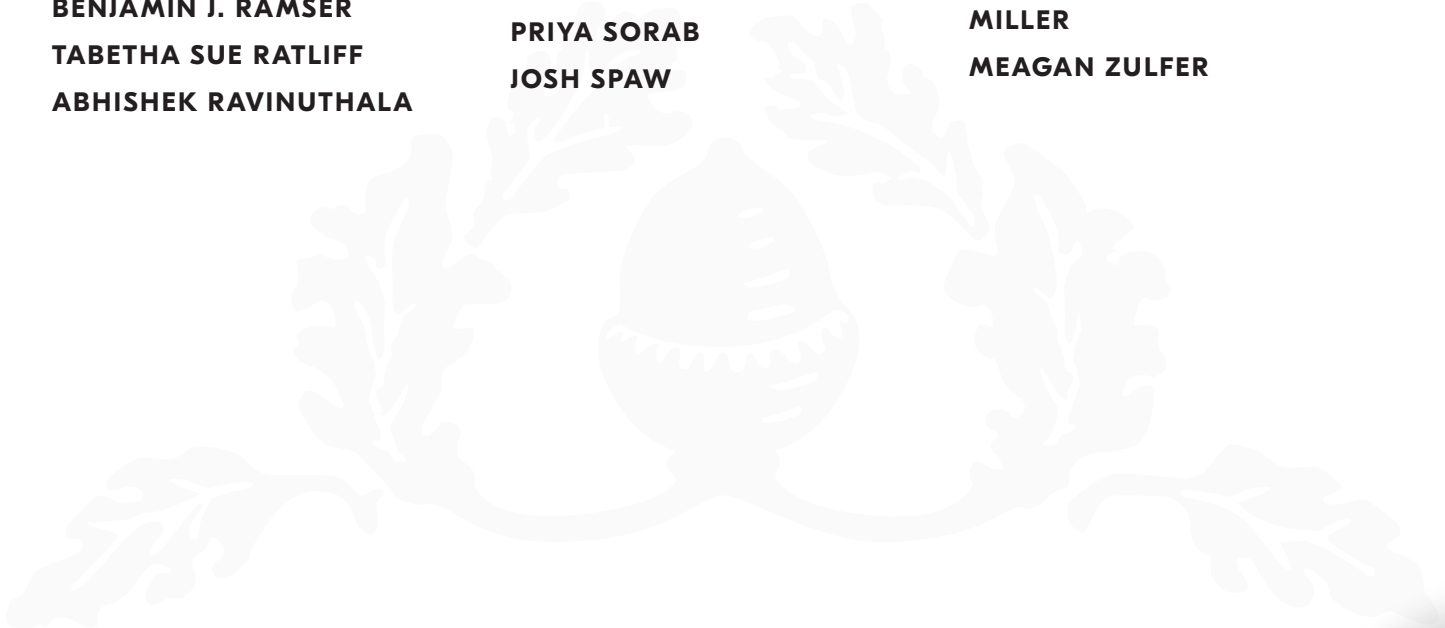 BENJAMIN J. RAMSER
TABETHA SUE RATLIFF
ABHISHEK RAVINUTHALA
PRIYA SORAB
JOSH SPAW
MILLER
MEAGAN ZULFER